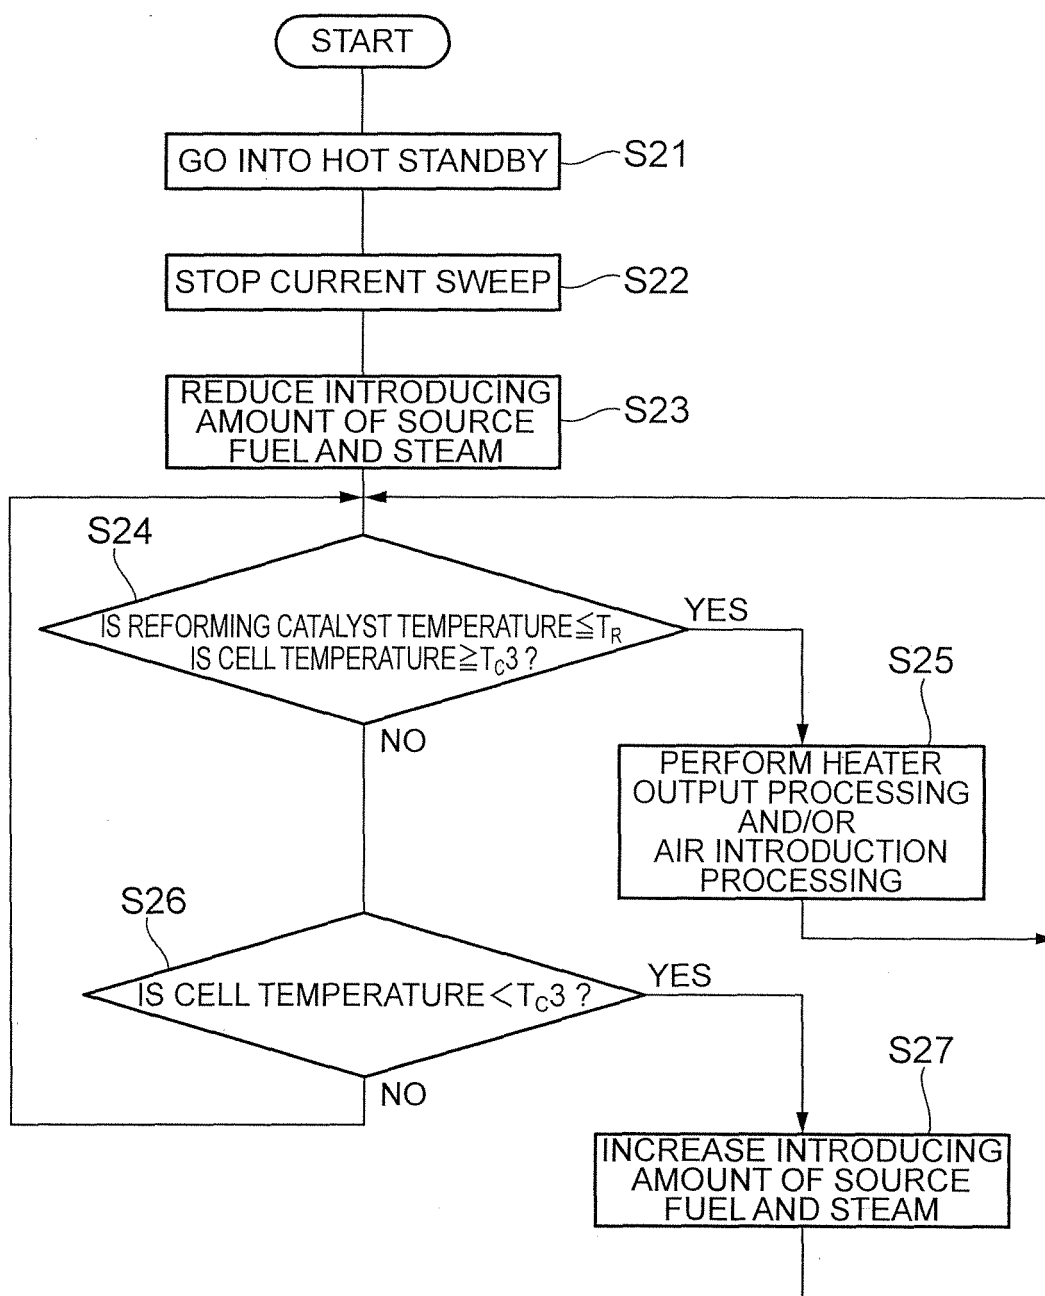 START
GO INTO HOT STANDBY
S21
STOP CURRENT SWEEP
S22
REDUCE INTRODUCING
AMOUNT OF SOURCE
FUEL AND STEAM
S23
S24
IS REFORMING CATALYST TEMPERATURE≦TR
IS CELL TEMPERATURE≧TC3 ?
YES
NO
S25
PERFORM HEATER
OUTPUT PROCESSING
AND/OR
AIR INTRODUCTION
PROCESSING
S26
IS CELL TEMPERATURE<TC3 ?
YES
NO
S27
INCREASE INTRODUCING
AMOUNT OF SOURCE
FUEL AND STEAM